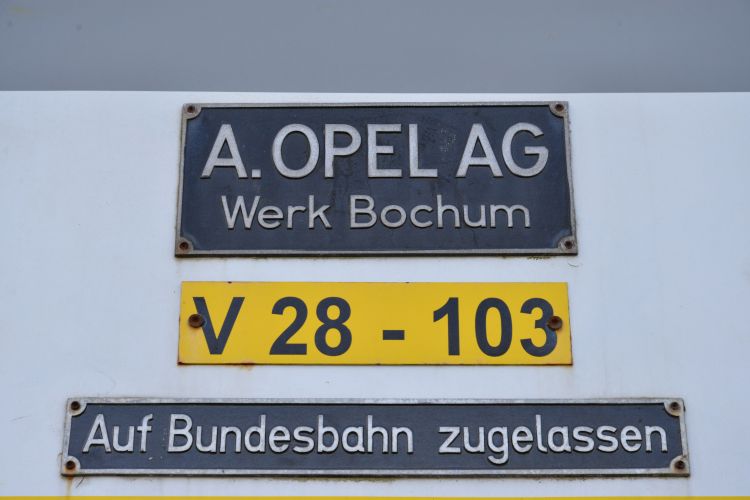 A. OPEL AG
Werk Bochum
V 28 - 103
Auf Bundesbahn zugelassen